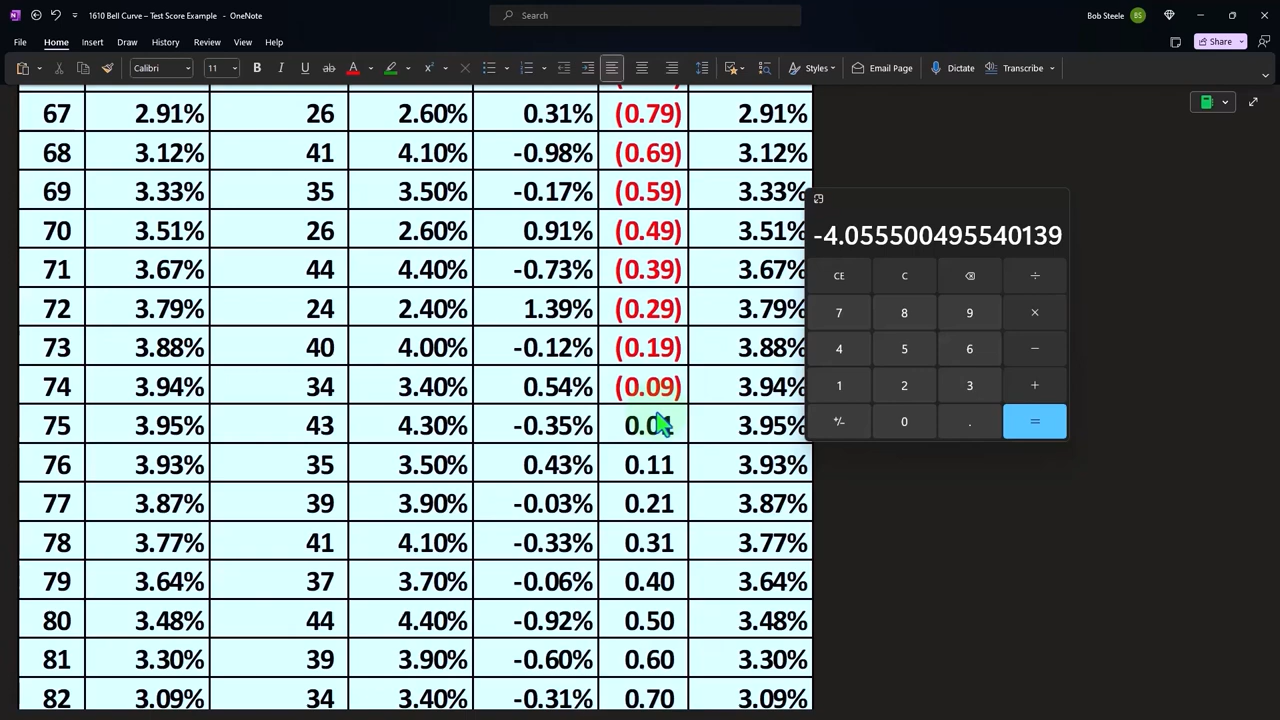 1610 Bell Curve – Test Score Example - OneNote
Search
Bob Steele
BS
File Home Insert Draw History Review View Help
Share
Calibri 11 B I U ab A x² Styles Email Page Dictate Transcribe
67 2.91% 26 2.60% 0.31% (0.79) 2.91%
68 3.12% 41 4.10% -0.98% (0.69) 3.12%
69 3.33% 35 3.50% -0.17% (0.59) 3.33%
70 3.51% 26 2.60% 0.91% (0.49) 3.51%
71 3.67% 44 4.40% -0.73% (0.39) 3.67%
72 3.79% 24 2.40% 1.39% (0.29) 3.79%
73 3.88% 40 4.00% -0.12% (0.19) 3.88%
74 3.94% 34 3.40% 0.54% (0.09) 3.94%
75 3.95% 43 4.30% -0.35% 3.95%
76 3.93% 35 3.50% 0.43% 0.11 3.93%
77 3.87% 39 3.90% -0.03% 0.21 3.87%
78 3.77% 41 4.10% -0.33% 0.31 3.77%
79 3.64% 37 3.70% -0.06% 0.40 3.64%
80 3.48% 44 4.40% -0.92% 0.50 3.48%
81 3.30% 39 3.90% -0.60% 0.60 3.30%
82 3.09% 34 3.40% -0.31% 0.70 3.09%
-4.055500495540139
CE C ÷
7 8 9 ×
4 5 6 −
1 2 3 +
+/− 0 . =